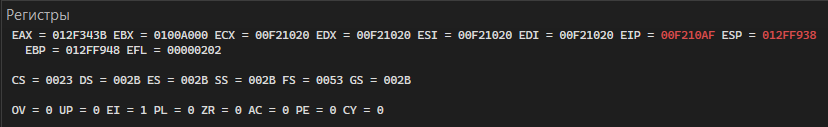 Регистры
EAX = 012F343B EBX = 0100A000 ECX = 00F21020 EDX = 00F21020 ESI = 00F21020 EDI = 00F21020 EIP = 00F210AF ESP = 012FF938
EBP = 012FF948 EFL = 00000202
CS = 0023 DS = 002B ES = 002B SS = 002B FS = 0053 GS = 002B
OV = 0 UP = 0 EI = 1 PL = 0 ZR = 0 AC = 0 PE = 0 CY = 0